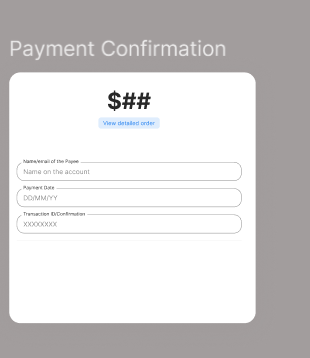 Payment Confirmation
$##
View detailed order
Name/email of the Payee
Name on the account
Payment Date
DD/MM/YY
Transaction ID/Confirmation
XXXXXXXX